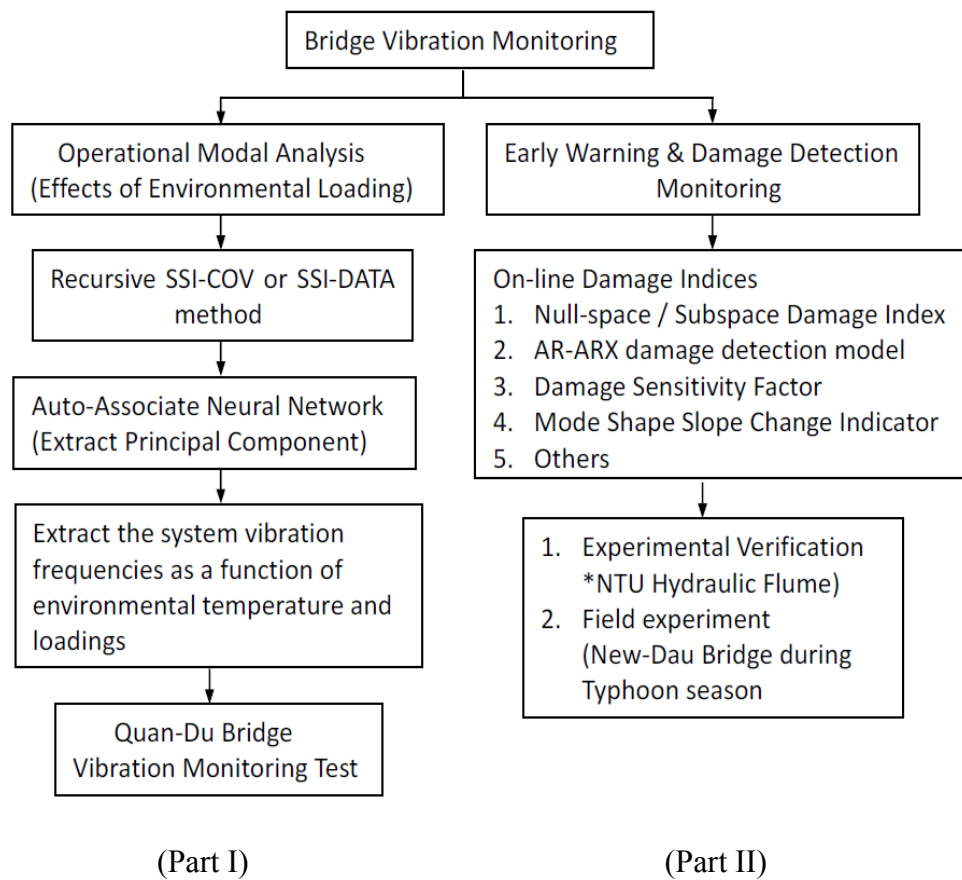 Bridge Vibration Monitoring
Operational Modal Analysis
(Effects of Environmental Loading)
Recursive SSI-COV or SSI-DATA
method
Auto-Associate Neural Network
(Extract Principal Component)
Extract the system vibration
frequencies as a function of
environmental temperature and
loadings
Quan-Du Bridge
Vibration Monitoring Test
(Part I)
Early Warning & Damage Detection
Monitoring
On-line Damage Indices
1. Null-space / Subspace Damage Index
2. AR-ARX damage detection model
3. Damage Sensitivity Factor
4. Mode Shape Slope Change Indicator
5. Others
1. Experimental Verification
*NTU Hydraulic Flume)
2. Field experiment
(New-Dau Bridge during
Typhoon season
(Part II)